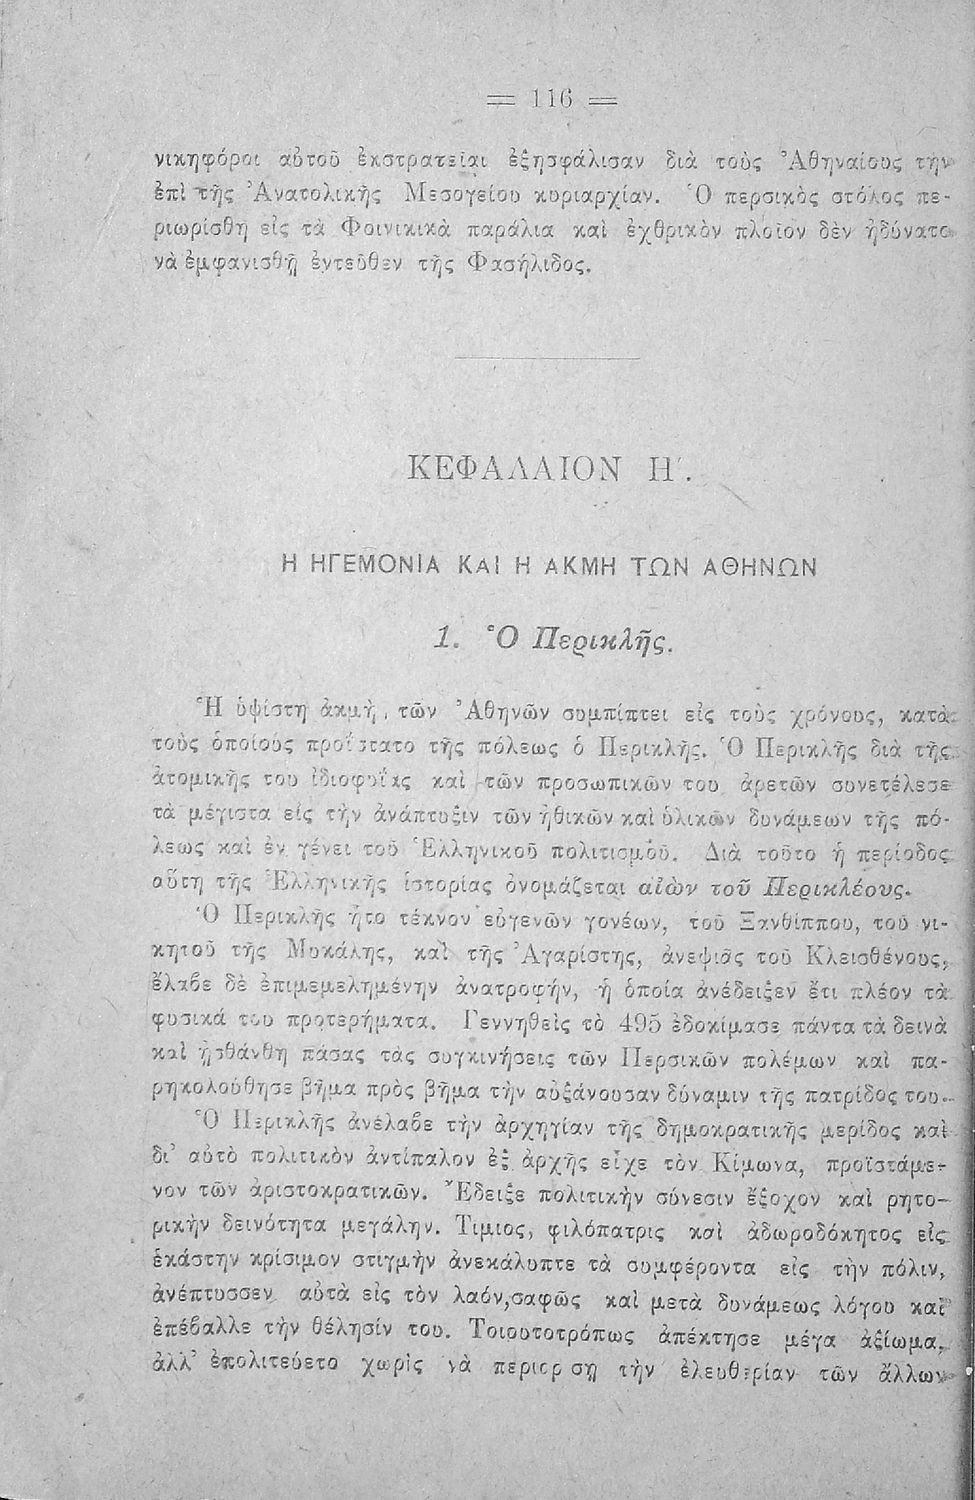 = 116 =
νικηφόροι αὐτοῦ ἐκστρατεῖαι ἐξησφάλισαν διὰ τοὺς Ἀθηναίους τὴν
ἐπὶ τῆς Ἀνατολικῆς Μεσογείου κυριαρχίαν. Ὁ περσικὸς στόλος πε-
ριωρίσθη εἰς τὰ Φοινικικὰ παράλια καὶ ἐχθρικὸν πλοῖον δὲν ἠδύνατο
νὰ ἐμφανισθῇ ἐντεῦθεν τῆς Φασήλιδος.
ΚΕΦΑΛΑΙΟΝ Η΄.
Η ΗΓΕΜΟΝΙΑ ΚΑΙ Η ΑΚΜΗ ΤΩΝ ΑΘΗΝΩΝ
1. Ὁ Περικλῆς.
Ἡ ὑψίστη ἀκμὴ, τῶν Ἀθηνῶν συμπίπτει εἰς τοὺς χρόνους, κατὰ
τοὺς ὁποίους προΐστατο τῆς πόλεως ὁ Περικλῆς. Ὁ Περικλῆς διὰ τῆς
ἀτομικῆς του ἰδιοφυΐας καὶ τῶν προσωπικῶν του ἀρετῶν συνετέλεσε
τὰ μέγιστα εἰς τὴν ἀνάπτυξιν τῶν ἠθικῶν καὶ ὑλικῶν δυνάμεων τῆς πό-
λεως καὶ ἐν γένει τοῦ Ἑλληνικοῦ πολιτισμοῦ. Διὰ τοῦτο ἡ περίοδος
αὕτη τῆς Ἑλληνικῆς ἱστορίας ὀνομάζεται αἰὼν τοῦ Περικλέους.
Ὁ Περικλῆς ἦτο τέκνον εὐγενῶν γονέων, τοῦ Ξανθίππου, τοῦ νι-
κητοῦ τῆς Μυκάλης, καὶ τῆς Ἀγαρίστης, ἀνεψιᾶς τοῦ Κλεισθένους,
ἔλαβε δὲ ἐπιμεμελημένην ἀνατροφήν, ἡ ὁποία ἀνέδειξεν ἔτι πλέον τὰ
φυσικά του προτερήματα. Γεννηθεὶς τὸ 495 ἐδοκίμασε πάντα τὰ δεινὰ
καὶ ᾐσθάνθη πάσας τὰς συγκινήσεις τῶν Περσικῶν πολέμων καὶ πα-
ρηκολούθησε βῆμα πρὸς βῆμα τὴν αὐξάνουσαν δύναμιν τῆς πατρίδος του.
Ὁ Περικλῆς ἀνέλαβε τὴν ἀρχηγίαν τῆς δημοκρατικῆς μερίδος καὶ
δι' αὐτὸ πολιτικὸν ἀντίπαλον ἐξ ἀρχῆς εἶχε τὸν Κίμωνα, προϊστάμε-
νον τῶν ἀριστοκρατικῶν. Ἔδειξε πολιτικὴν σύνεσιν ἔξοχον καὶ ρητο-
ρικὴν δεινότητα μεγάλην. Τίμιος, φιλόπατρις καὶ ἀδωροδόκητος εἰς
ἑκάστην κρίσιμον στιγμὴν ἀνεκάλυπτε τὰ συμφέροντα εἰς τὴν πόλιν,
ἀνέπτυσσεν αὐτὰ εἰς τὸν λαόν, σαφῶς καὶ μετὰ δυνάμεως λόγου καὶ
ἐπέβαλλε τὴν θέλησίν του. Τοιουτοτρόπως ἀπέκτησε μέγα ἀξίωμα,
ἀλλ' ἐπολιτεύετο χωρὶς νὰ περιορίσῃ τὴν ἐλευθερίαν τῶν ἄλλων